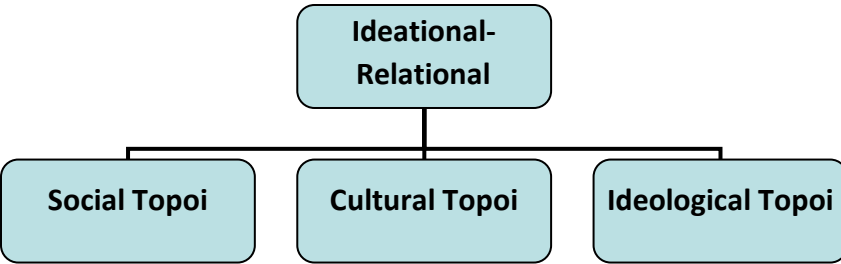 Ideational-
Relational
Social Topoi
Cultural Topoi
Ideological Topoi